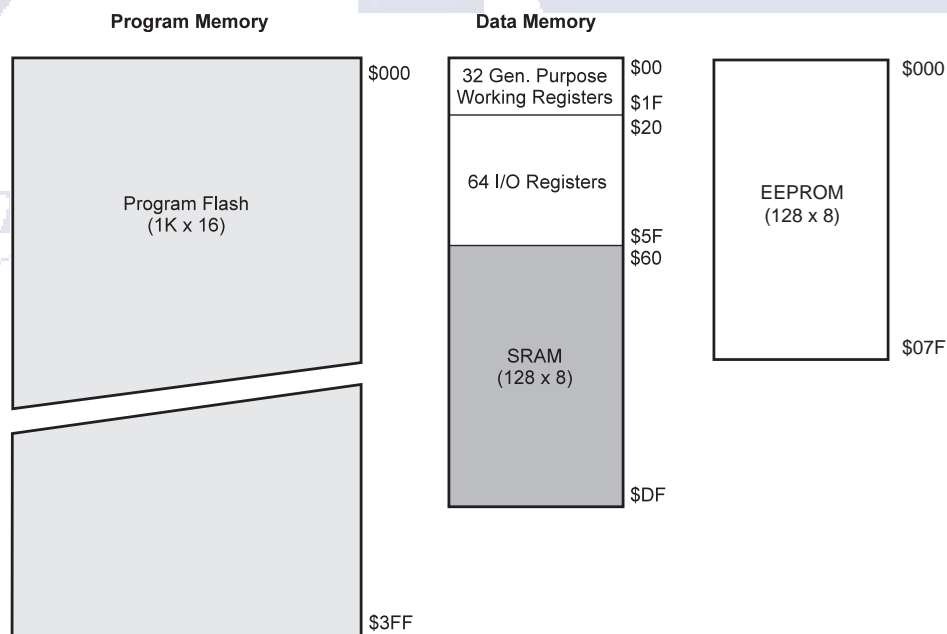 Program Memory
$000
Program Flash
(1K x 16)
$3FF
Data Memory
32 Gen. Purpose
Working Registers
$00
$1F
$20
64 I/O Registers
$5F
$60
SRAM
(128 x 8)
$DF
$000
EEPROM
(128 x 8)
$07F